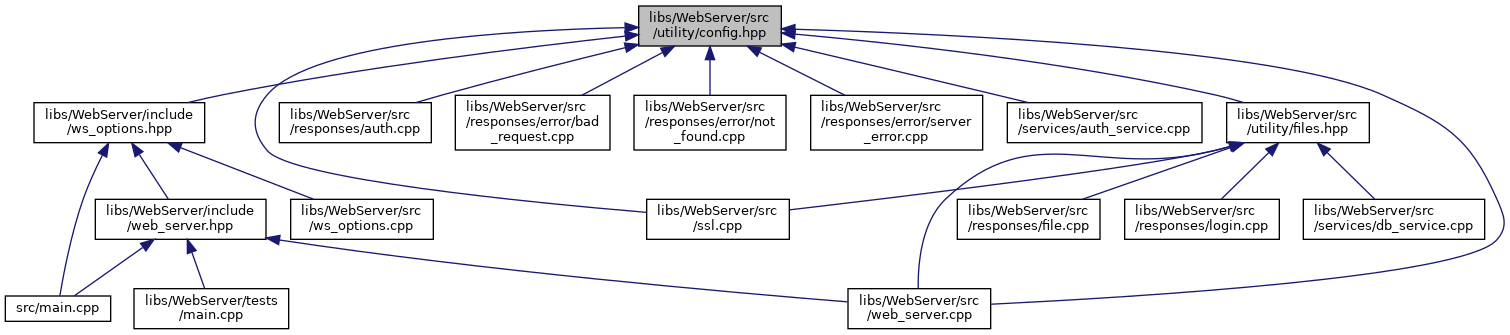 libs/WebServer/src
/utility/config.hpp
libs/WebServer/include
/ws_options.hpp
libs/WebServer/src
/responses/auth.cpp
libs/WebServer/src
/responses/error/bad
_request.cpp
libs/WebServer/src
/responses/error/not
_found.cpp
libs/WebServer/src
/responses/error/server
_error.cpp
libs/WebServer/src
/services/auth_service.cpp
libs/WebServer/src
/utility/files.hpp
libs/WebServer/include
/web_server.hpp
libs/WebServer/src
/ws_options.cpp
libs/WebServer/src
/ssl.cpp
libs/WebServer/src
/responses/file.cpp
libs/WebServer/src
/responses/login.cpp
libs/WebServer/src
/services/db_service.cpp
src/main.cpp
libs/WebServer/tests
/main.cpp
libs/WebServer/src
/web_server.cpp